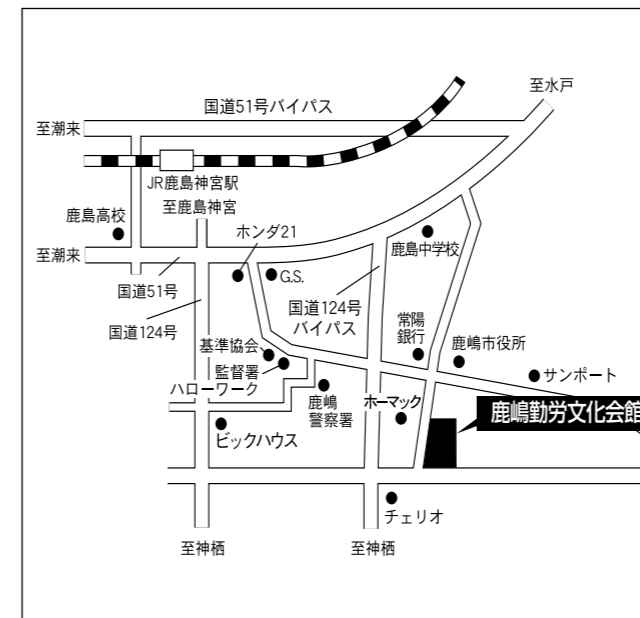 至水戸
国道51号バイパス
至潮来
JR鹿島神宮駅
至鹿島神宮
鹿島高校
ホンダ21
至潮来
鹿島中学校
G.S.
国道51号
国道124号
バイパス
国道124号
常陽
銀行
基準協会
鹿嶋市役所
監督署
ハローワーク
サンポート
鹿嶋
警察署
ホーマック
鹿嶋勤労文化会館
ビックハウス
チェリオ
至神栖
至神栖